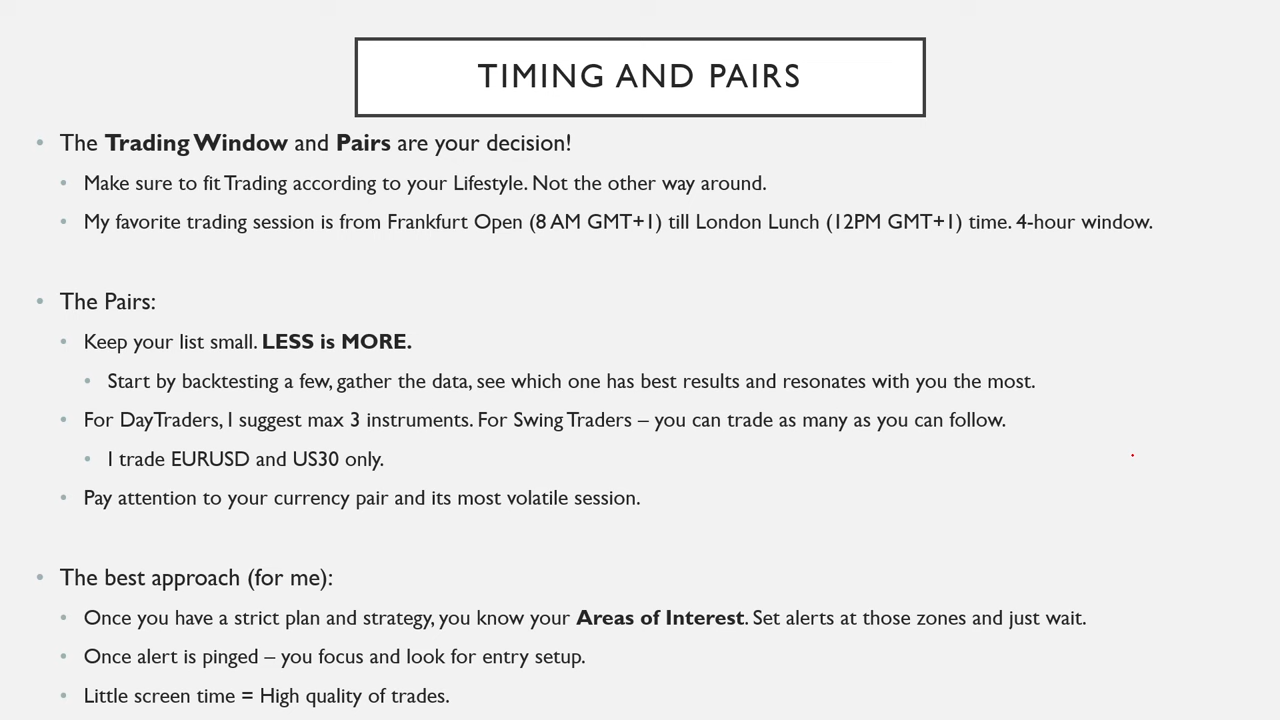 TIMING AND PAIRS
• The Trading Window and Pairs are your decision!
• Make sure to fit Trading according to your Lifestyle. Not the other way around.
• My favorite trading session is from Frankfurt Open (8 AM GMT+1) till London Lunch (12PM GMT+1) time. 4-hour window.
• The Pairs:
• Keep your list small. LESS is MORE.
• Start by backtesting a few, gather the data, see which one has best results and resonates with you the most.
• For DayTraders, I suggest max 3 instruments. For Swing Traders – you can trade as many as you can follow.
• I trade EURUSD and US30 only.
• Pay attention to your currency pair and its most volatile session.
• The best approach (for me):
• Once you have a strict plan and strategy, you know your Areas of Interest. Set alerts at those zones and just wait.
• Once alert is pinged – you focus and look for entry setup.
• Little screen time = High quality of trades.